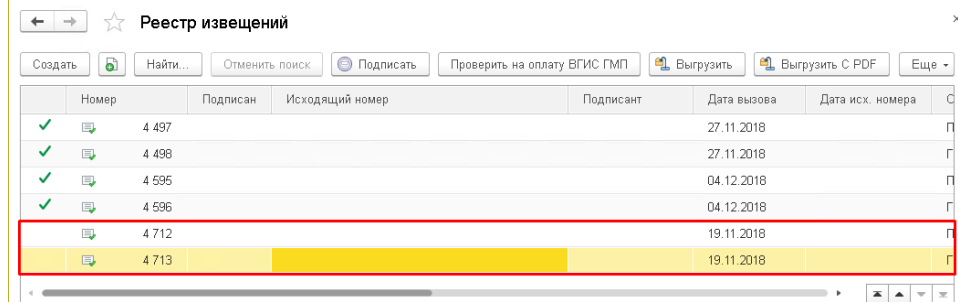 Реестр извещений
Создать Найти... Отменить поиск Подписать Проверить на оплату ВГИС ГМП Выгрузить Выгрузить С PDF Еще
Номер Подписан Исходящий номер Подписант Дата вызова Дата исх. номера С
4 497 27.11.2018 П
4 498 27.11.2018 Г
4 595 04.12.2018 П
4 596 04.12.2018 Г
4 712 19.11.2018 П
4 713 19.11.2018 Г